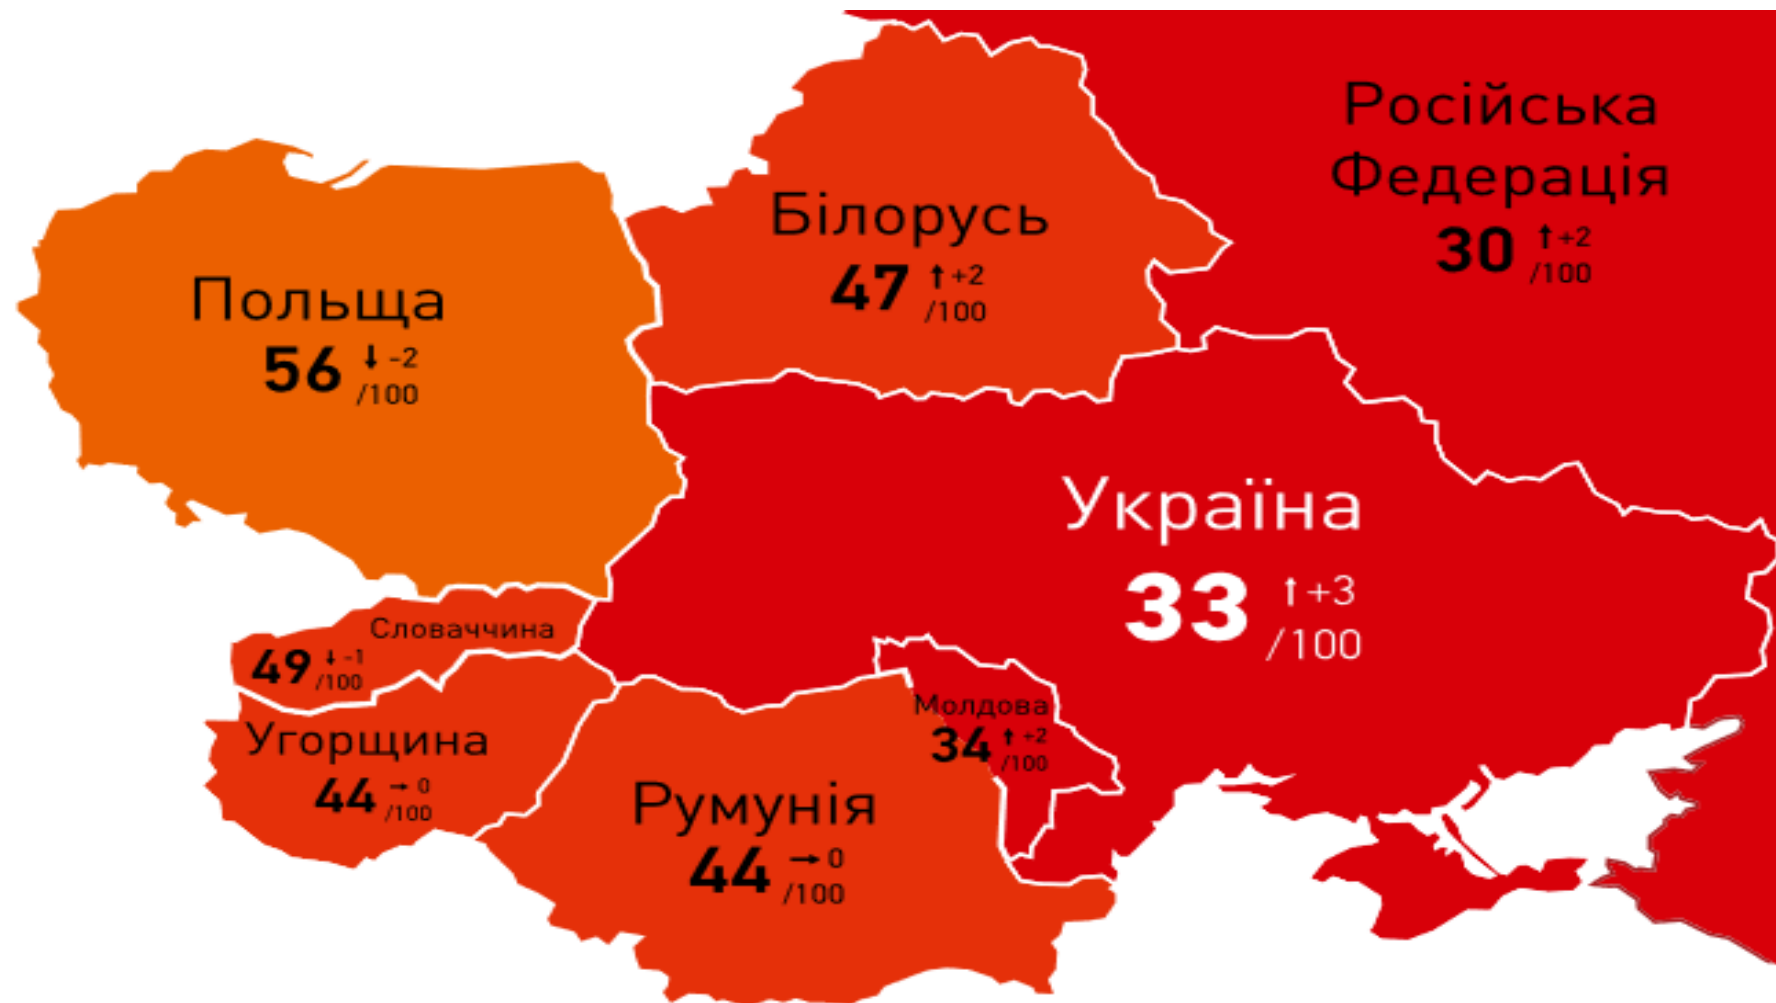 Російська
Федерація
30 ↑+2
/100
Білорусь
47 ↑+2
/100
Польща
56 ↓-2
/100
Україна
33 ↑+3
/100
Словаччина
49 ↓-1
/100
Угорщина
44 →0
/100
Молдова
34 ↑+2
/100
Румунія
44 →0
/100